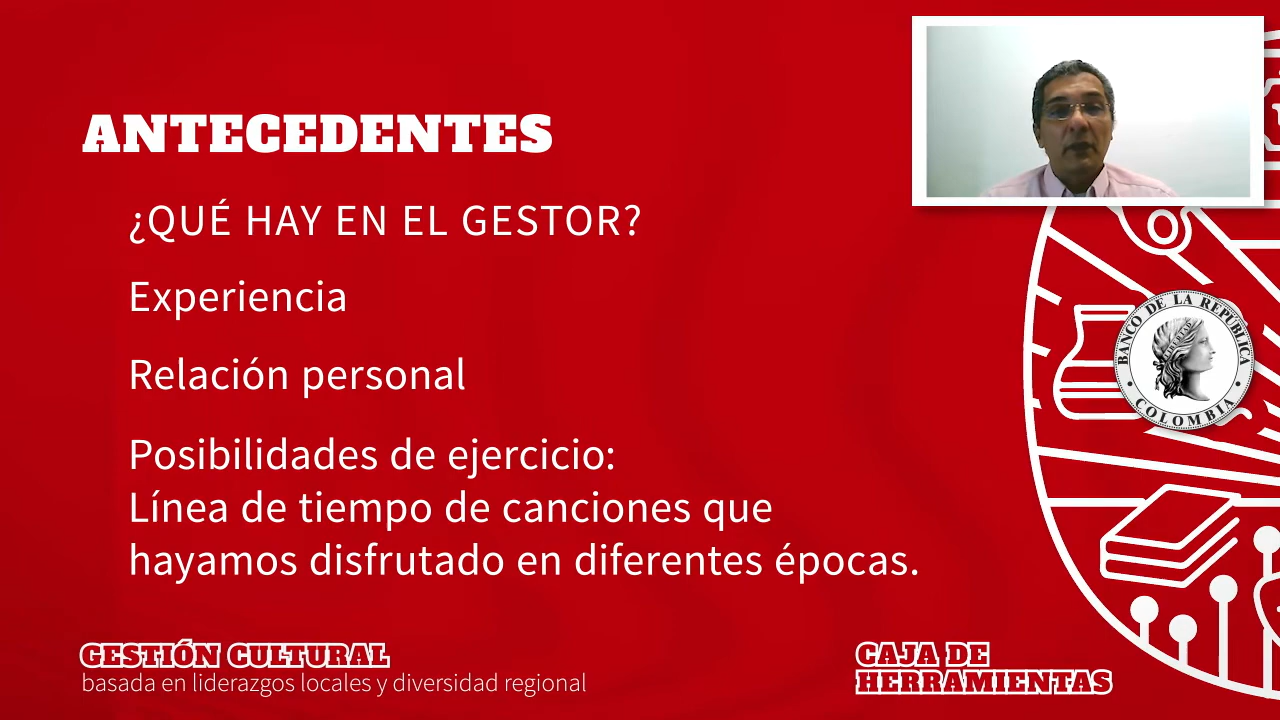 ANTECEDENTES
¿QUÉ HAY EN EL GESTOR?
Experiencia
Relación personal
Posibilidades de ejercicio:
Línea de tiempo de canciones que
hayamos disfrutado en diferentes épocas.
BANCO DE LA REPÚBLICA
COLOMBIA
GESTIÓN CULTURAL
basada en liderazgos locales y diversidad regional
CAJA DE
HERRAMIENTAS